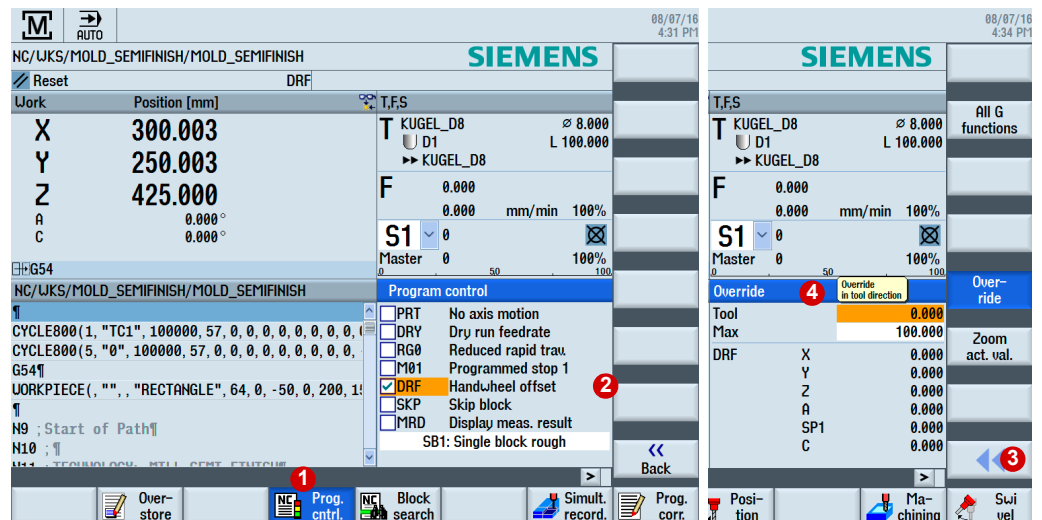 M
AUTO
08/07/16
4:31 PM
NC/WKS/MOLD_SEMIFINISH/MOLD_SEMIFINISH
SIEMENS
Reset
DRF
Work
Position [mm]
T,F,S
X
300.003
Y
250.003
Z
425.000
A
0.000°
C
0.000°
G54
T
KUGEL_D8
ø 8.000
D1
L 100.000
KUGEL_D8
F
0.000
0.000
mm/min
100%
S1
0
Master
0
100%
0
50
100
NC/WKS/MOLD_SEMIFINISH/MOLD_SEMIFINISH
¶
CYCLE800(1,"TC1",100000,57,0,0,0,0,0,0,0,0,0,
CYCLE800(5,"0",100000,57,0,0,0,0,0,0,0,0,0,-
G54¶
WORKPIECE(,"",,"RECTANGLE",64,0,-50,0,200,15
¶
N9 ;Start of Path¶
N10 ;¶
N11 ;TECHNOLOGY: MILL SEMI FINISH¶
Program control
PRT No axis motion
DRY Dry run feedrate
RG0 Reduced rapid trav.
M01 Programmed stop 1
DRF Handwheel offset
2
SKP Skip block
MRD Display meas. result
SB1: Single block rough
<<
Back
>
1
Over-
store
NC
Prog.
cntrl.
NC
Block
search
Simult.
record.
Prog.
corr.
08/07/16
4:34 PM
SIEMENS
T,F,S
All G
functions
T
KUGEL_D8
ø 8.000
D1
L 100.000
KUGEL_D8
F
0.000
0.000
mm/min
100%
S1
0
Master
0
100%
0
50
100
Override
4
Override
in tool direction
Over-
ride
Tool
0.000
Max
100.000
Zoom
act. val.
DRF
X
0.000
Y
0.000
Z
0.000
A
0.000
SP1
0.000
C
0.000
3
>
Posi-
tion
Ma-
chining
Swi
vel